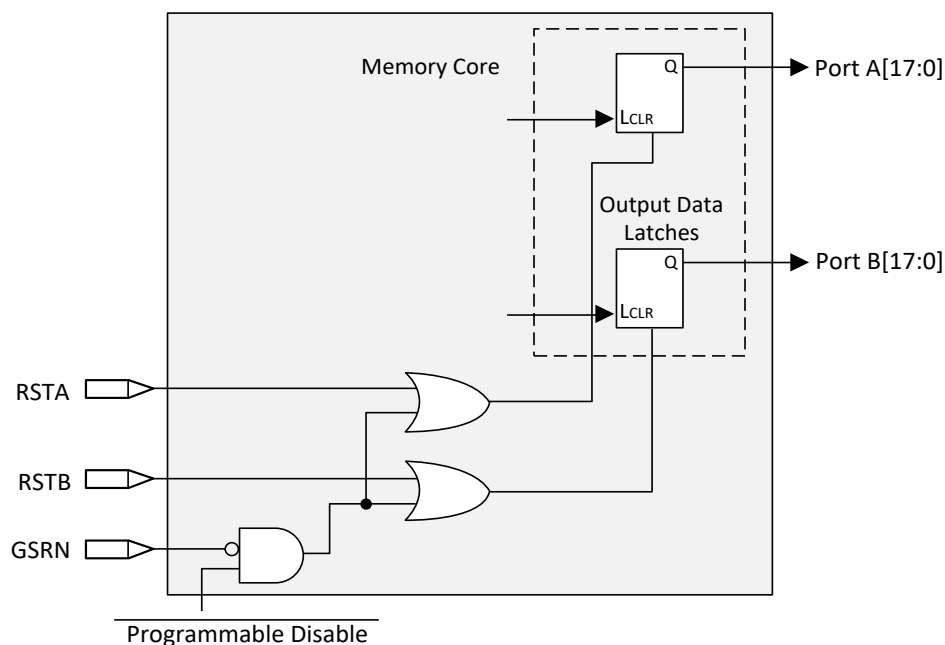 Memory Core
Q
Port A[17:0]
LCLR
Output Data
Latches
Q
Port B[17:0]
LCLR
RSTA
RSTB
GSRN
Programmable Disable